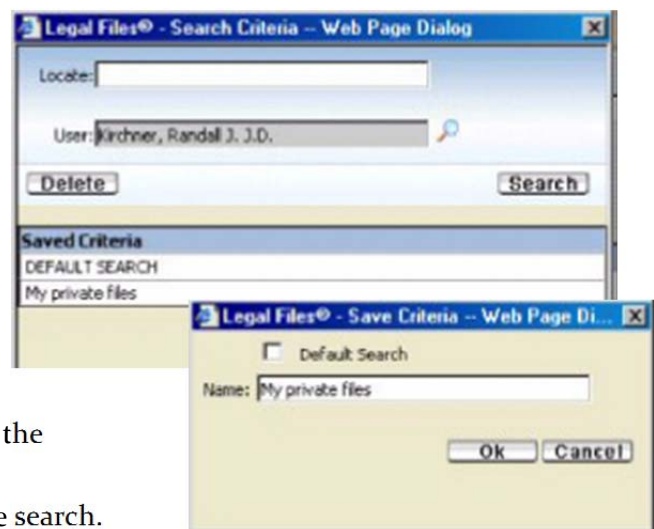 Legal Files® - Search Criteria -- Web Page Dialog
Locate:
User: Kirchner, Randall J. J.D.
Delete Search
Saved Criteria
DEFAULT SEARCH
My private files
Legal Files® - Save Criteria -- Web Page Di...
Default Search
Name: My private files
Ok Cancel
the
search.